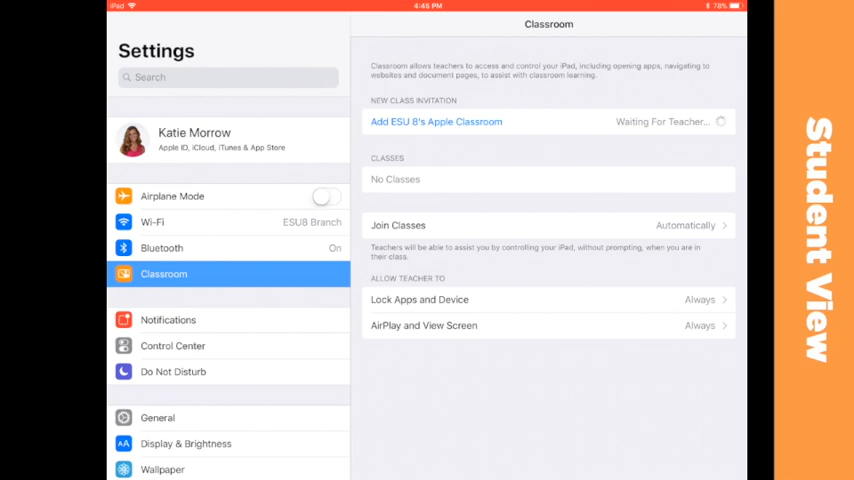 iPad
4:45 PM
78%
Settings
Search
Katie Morrow
Apple ID, iCloud, iTunes & App Store
Airplane Mode
Wi-Fi ESU8 Branch
Bluetooth On
Classroom
Notifications
Control Center
Do Not Disturb
General
AA Display & Brightness
Wallpaper
Classroom
Classroom allows teachers to access and control your iPad, including opening apps, navigating to
websites and document pages, to assist with classroom learning.
NEW CLASS INVITATION
Add ESU 8's Apple Classroom Waiting For Teacher...
CLASSES
No Classes
Join Classes Automatically
Teachers will be able to assist you by controlling your iPad, without prompting, when you are in
their class.
ALLOW TEACHER TO
Lock Apps and Device Always
AirPlay and View Screen Always
Student View